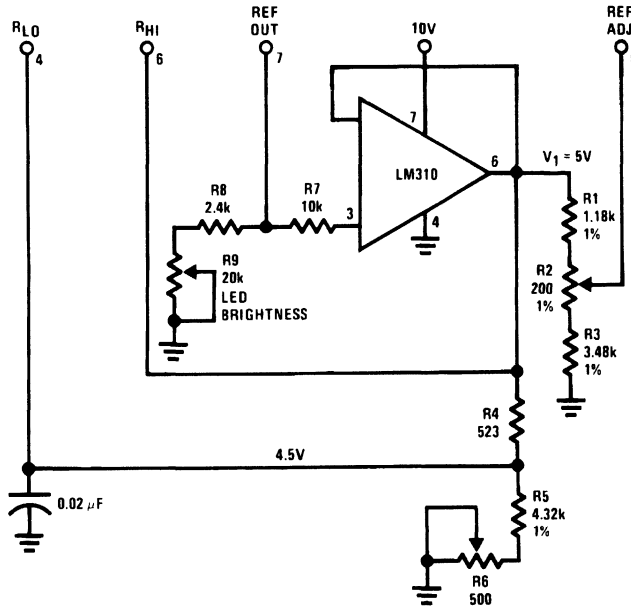 RLO
4
RHI
6
REF
OUT
7
10V
REF
ADJ
7
LM310
6
3
4
V1 = 5V
R8
2.4k
R7
10k
R9
20k
LED
BRIGHTNESS
R1
1.18k
1%
R2
200
1%
R3
3.48k
1%
R4
523
4.5V
0.02 μF
R5
4.32k
1%
R6
500